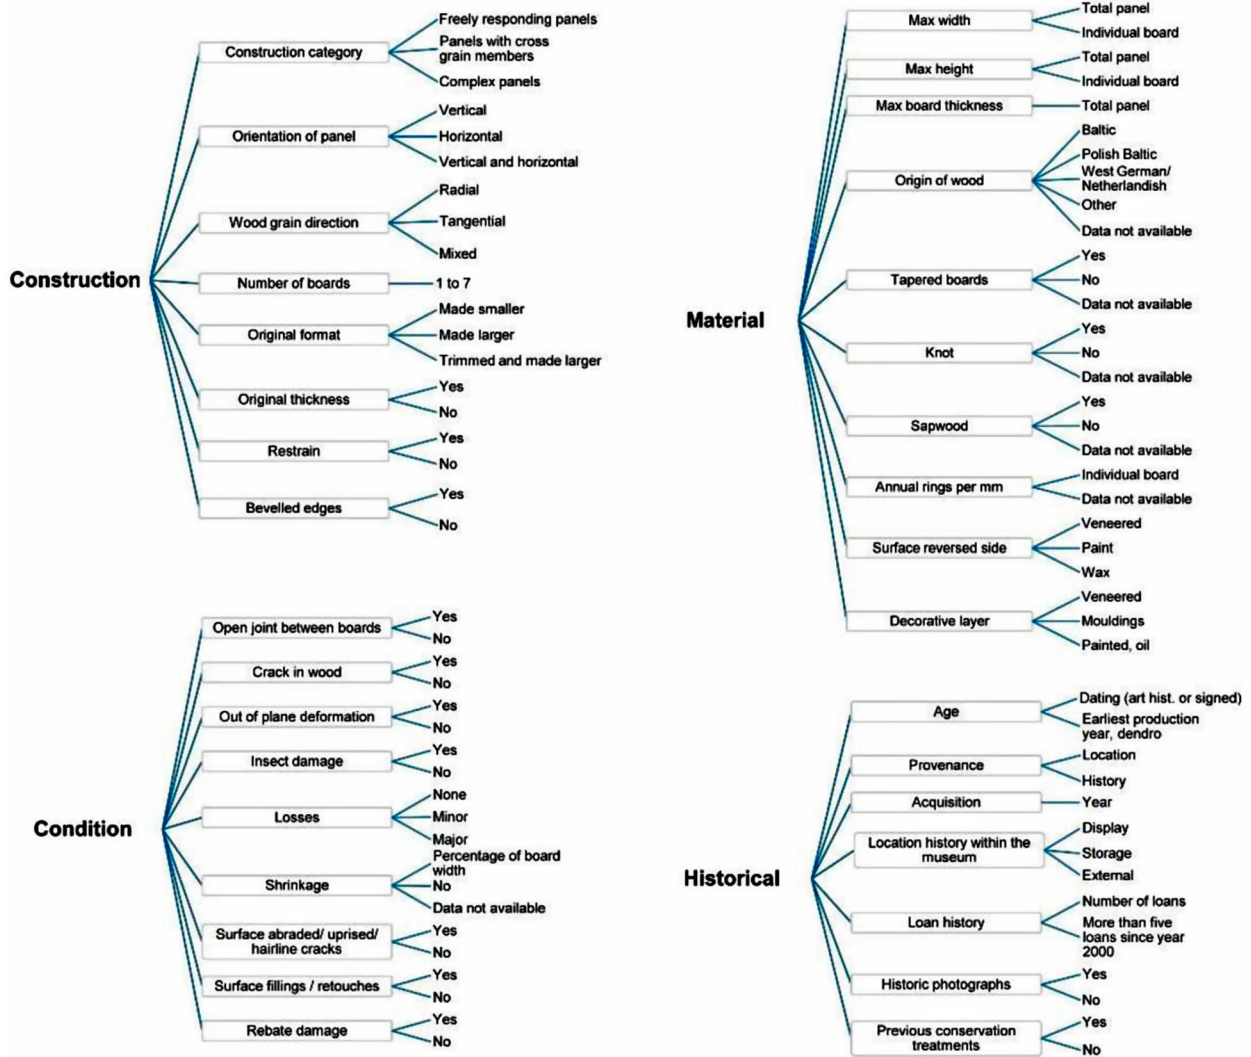 Construction
Construction category
Freely responding panels
Panels with cross
grain members
Complex panels
Orientation of panel
Vertical
Horizontal
Vertical and horizontal
Wood grain direction
Radial
Tangential
Mixed
Number of boards
1 to 7
Original format
Made smaller
Made larger
Trimmed and made larger
Original thickness
Yes
No
Restrain
Yes
No
Bevelled edges
Yes
No
Material
Max width
Total panel
Individual board
Max height
Total panel
Individual board
Max board thickness
Total panel
Origin of wood
Baltic
Polish Baltic
West German/
Netherlandish
Other
Data not available
Tapered boards
Yes
No
Data not available
Knot
Yes
No
Data not available
Sapwood
Yes
No
Data not available
Annual rings per mm
Individual board
Data not available
Surface reversed side
Veneered
Paint
Wax
Decorative layer
Veneered
Mouldings
Painted, oil
Condition
Open joint between boards
Yes
No
Crack in wood
Yes
No
Out of plane deformation
Yes
No
Insect damage
Yes
No
Losses
None
Minor
Major
Shrinkage
Percentage of board
width
No
Data not available
Surface abraded/ uprised/
hairline cracks
Yes
No
Surface fillings / retouches
Yes
No
Rebate damage
Yes
No
Historical
Age
Dating (art hist. or signed)
Earliest production
year, dendro
Provenance
Location
History
Acquisition
Year
Location history within the
museum
Display
Storage
External
Loan history
Number of loans
More than five
loans since year
2000
Historic photographs
Yes
No
Previous conservation
treatments
Yes
No